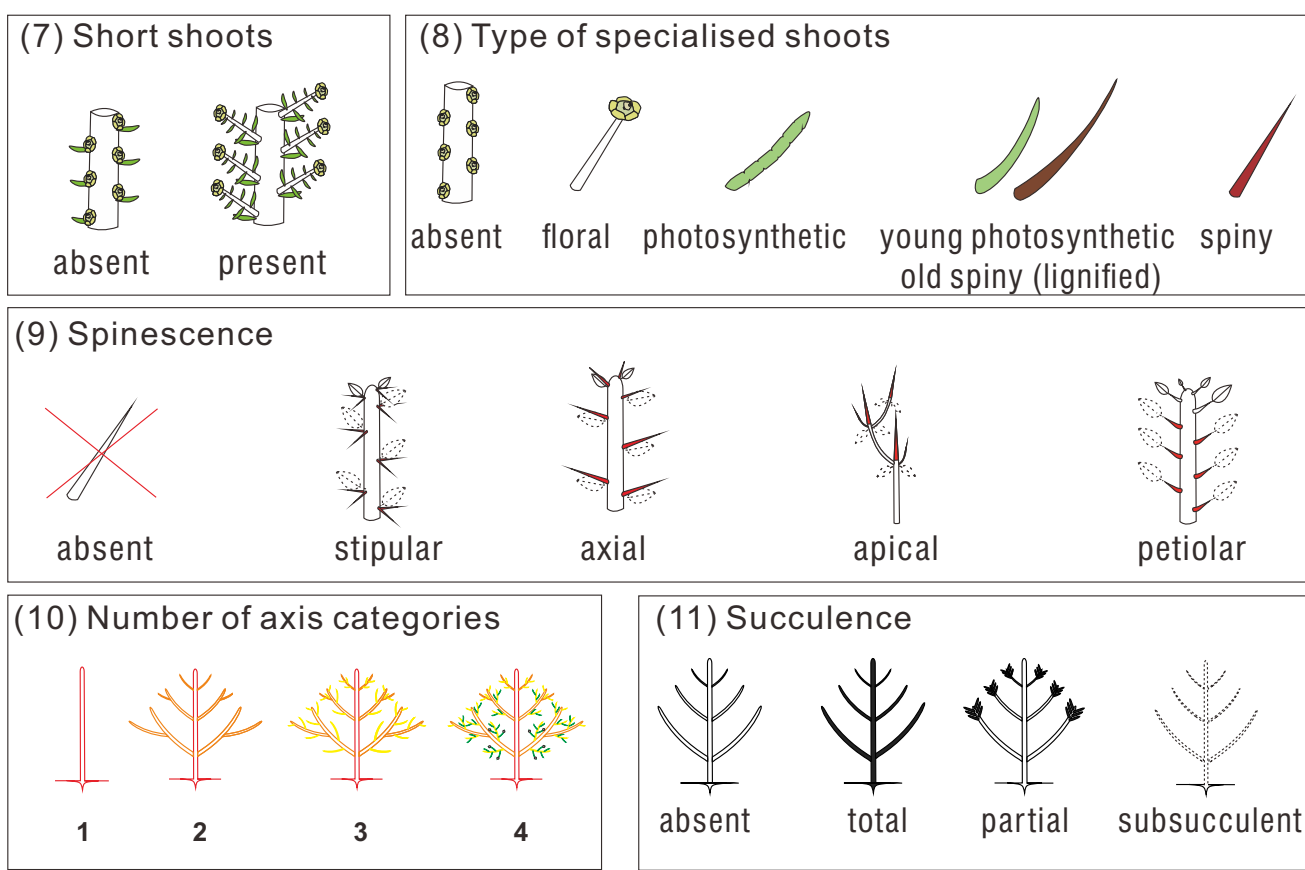 (7) Short shoots
absent
present
(8) Type of specialised shoots
absent
floral
photosynthetic
young photosynthetic
old spiny (lignified)
spiny
(9) Spinescence
absent
stipular
axial
apical
petiolar
(10) Number of axis categories
1
2
3
4
(11) Succulence
absent
total
partial
subsucculent